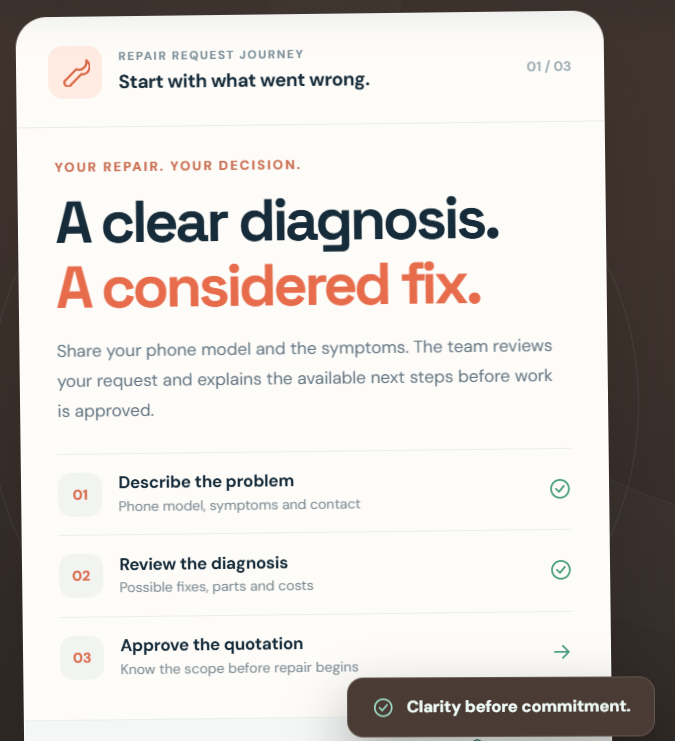 REPAIR REQUEST JOURNEY
Start with what went wrong.
01 / 03
YOUR REPAIR. YOUR DECISION.
A clear diagnosis.
A considered fix.
Share your phone model and the symptoms. The team reviews
your request and explains the available next steps before work
is approved.
01
Describe the problem
Phone model, symptoms and contact
02
Review the diagnosis
Possible fixes, parts and costs
03
Approve the quotation
Know the scope before repair begins
Clarity before commitment.